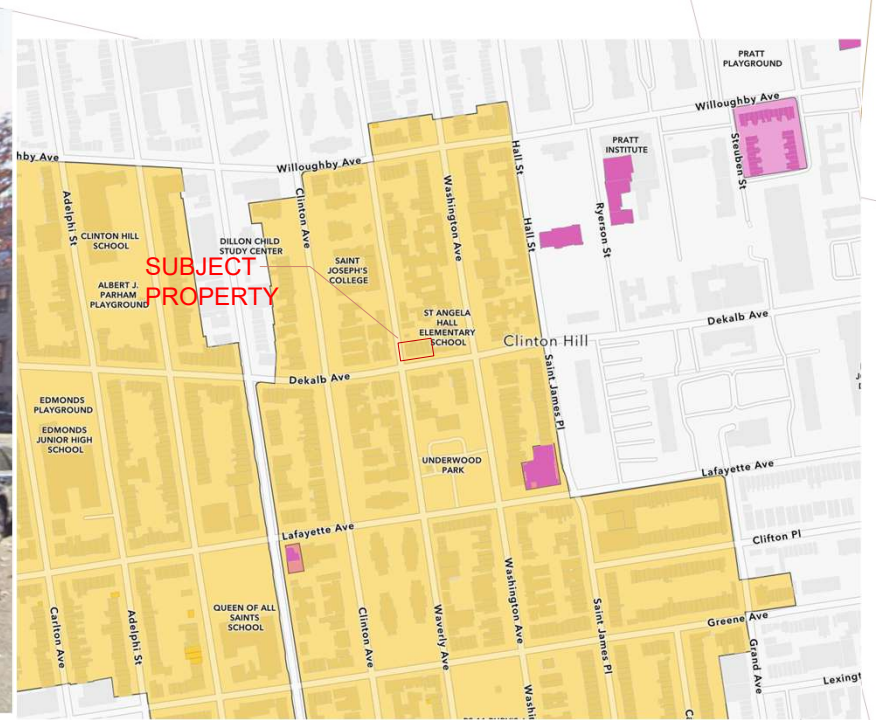 PRATT
PLAYGROUND
Willoughby Ave
PRATT
INSTITUTE
Steuben St
Hall St
hby Ave
Willoughby Ave
Adelphi St
Clinton Ave
Washington Ave
Hall St
Ryerson St
CLINTON HILL
SCHOOL
DILLON CHILD
STUDY CENTER
SAINT
JOSEPH'S
COLLEGE
SUBJECT
PROPERTY
ALBERT J.
PARHAM
PLAYGROUND
ST ANGELA
HALL
ELEMENTARY
SCHOOL
Clinton Hill
Dekalb Ave
Dekalb Ave
Saint James Pl
EDMONDS
PLAYGROUND
EDMONDS
JUNIOR HIGH
SCHOOL
UNDERWOOD
PARK
Lafayette Ave
Lafayette Ave
Clifton Pl
QUEEN OF ALL
SAINTS
SCHOOL
Carlton Ave
Adelphi St
Clinton Ave
Waverly Ave
Washington Ave
Saint James Pl
Greene Ave
Grand Ave
Lexingt
Washin